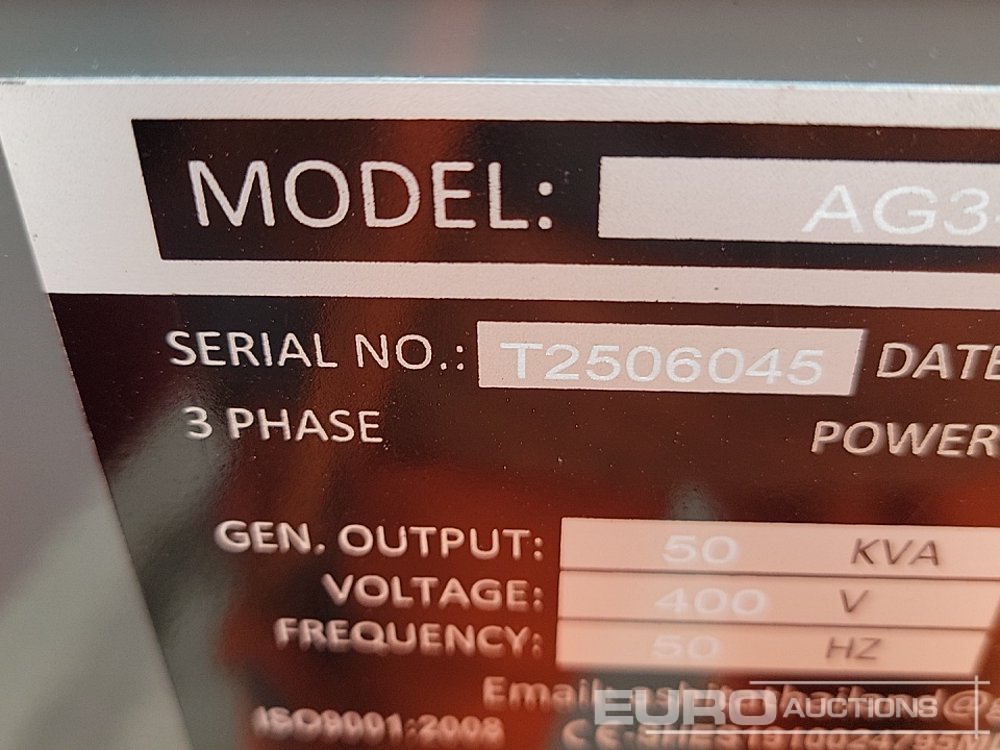 MODEL: AG3
SERIAL NO.: T2506045 DATE
3 PHASE POWER
GEN. OUTPUT: 50 KVA
VOLTAGE: 400 V
FREQUENCY: 50 HZ
Email:
ISO9001:2008
EURO AUCTIONS